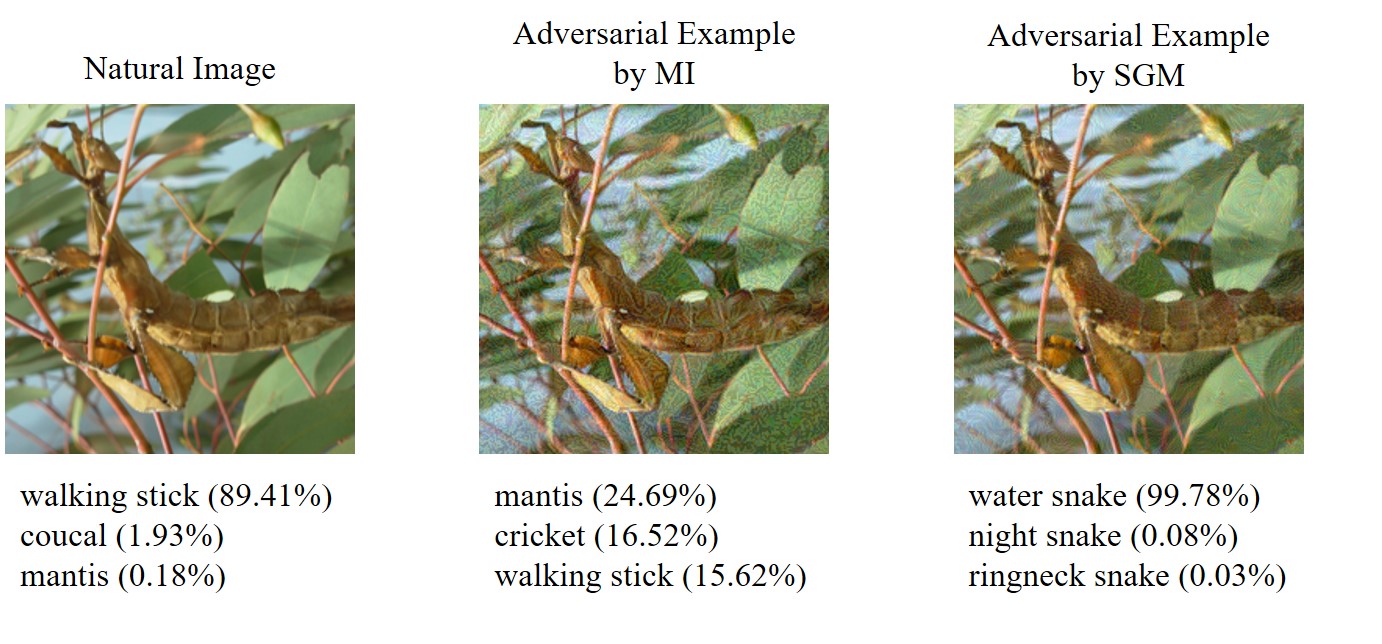 Natural Image
walking stick (89.41%)
coucal (1.93%)
mantis (0.18%)
Adversarial Example
by MI
mantis (24.69%)
cricket (16.52%)
walking stick (15.62%)
Adversarial Example
by SGM
water snake (99.78%)
night snake (0.08%)
ringneck snake (0.03%)